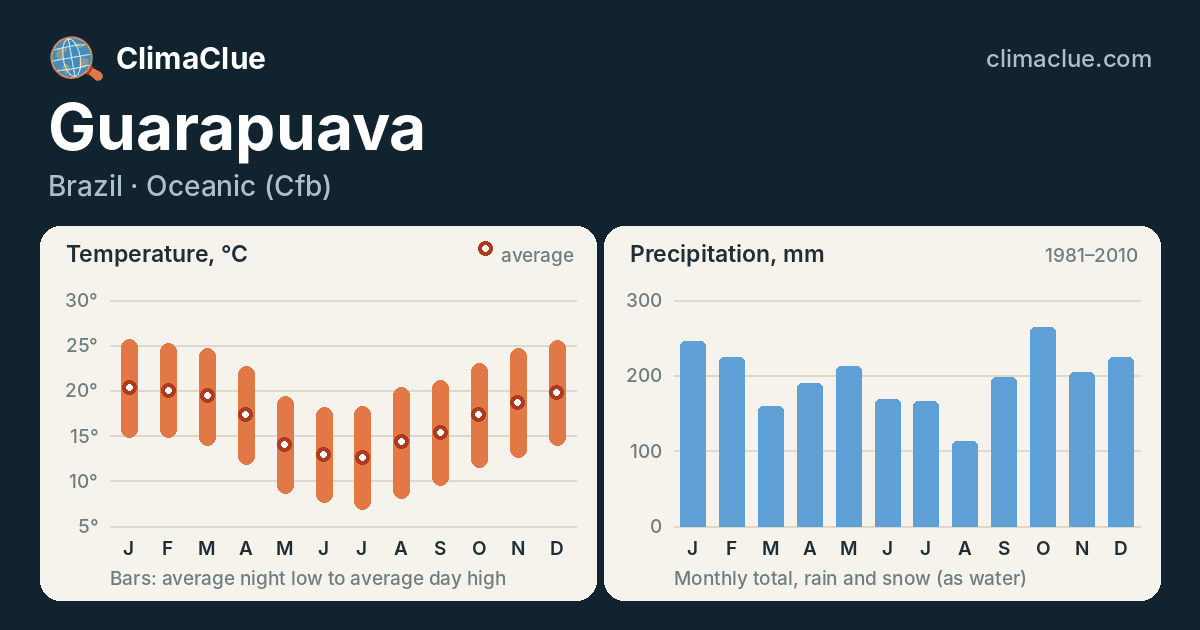 ClimaClue
climaclue.com
Guarapuava
Brazil · Oceanic (Cfb)
Temperature, °C
average
30°
25°
20°
15°
10°
5°
J F M A M J J A S O N D
Bars: average night low to average day high
Precipitation, mm
1981–2010
300
200
100
0
J F M A M J J A S O N D
Monthly total, rain and snow (as water)